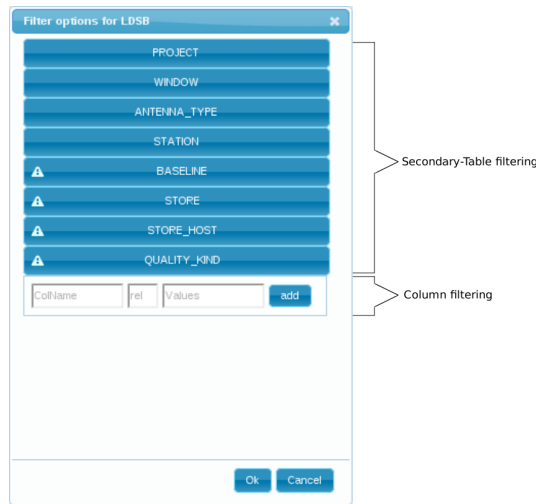 Filter options for LDSB
PROJECT
WINDOW
ANTENNA_TYPE
STATION
BASELINE
STORE
STORE_HOST
QUALITY_KIND
Secondary-Table filtering
ColName rel Values add
Column filtering
Ok Cancel